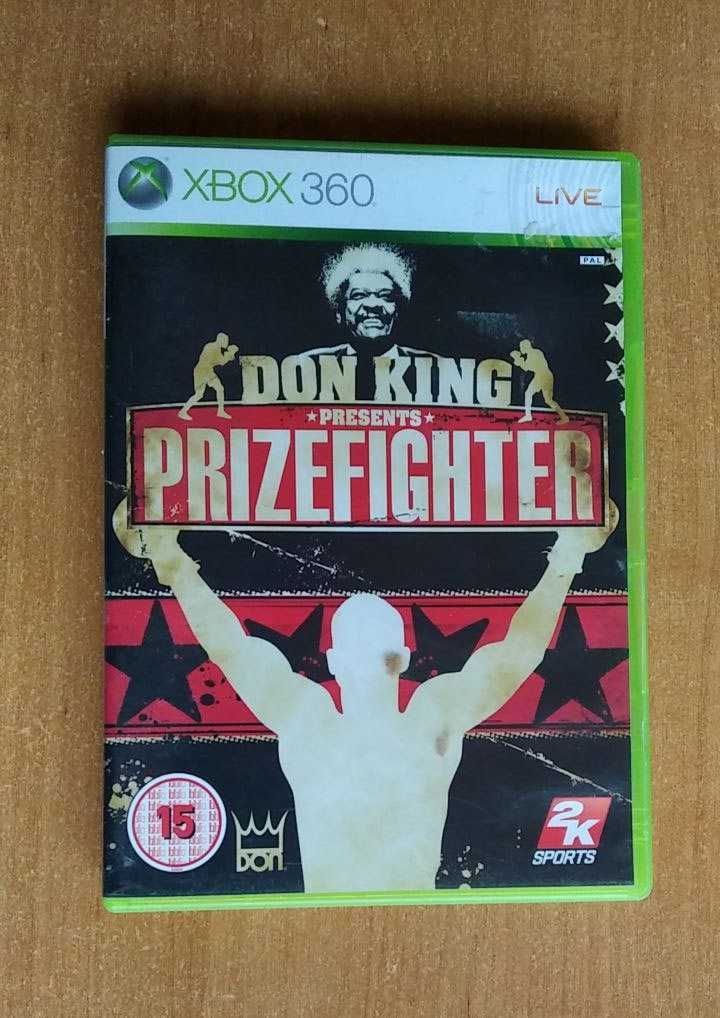 XBOX 360
LIVE
PAL
DON KING
PRESENTS
PRIZEFIGHTER
15
Don
2K
SPORTS